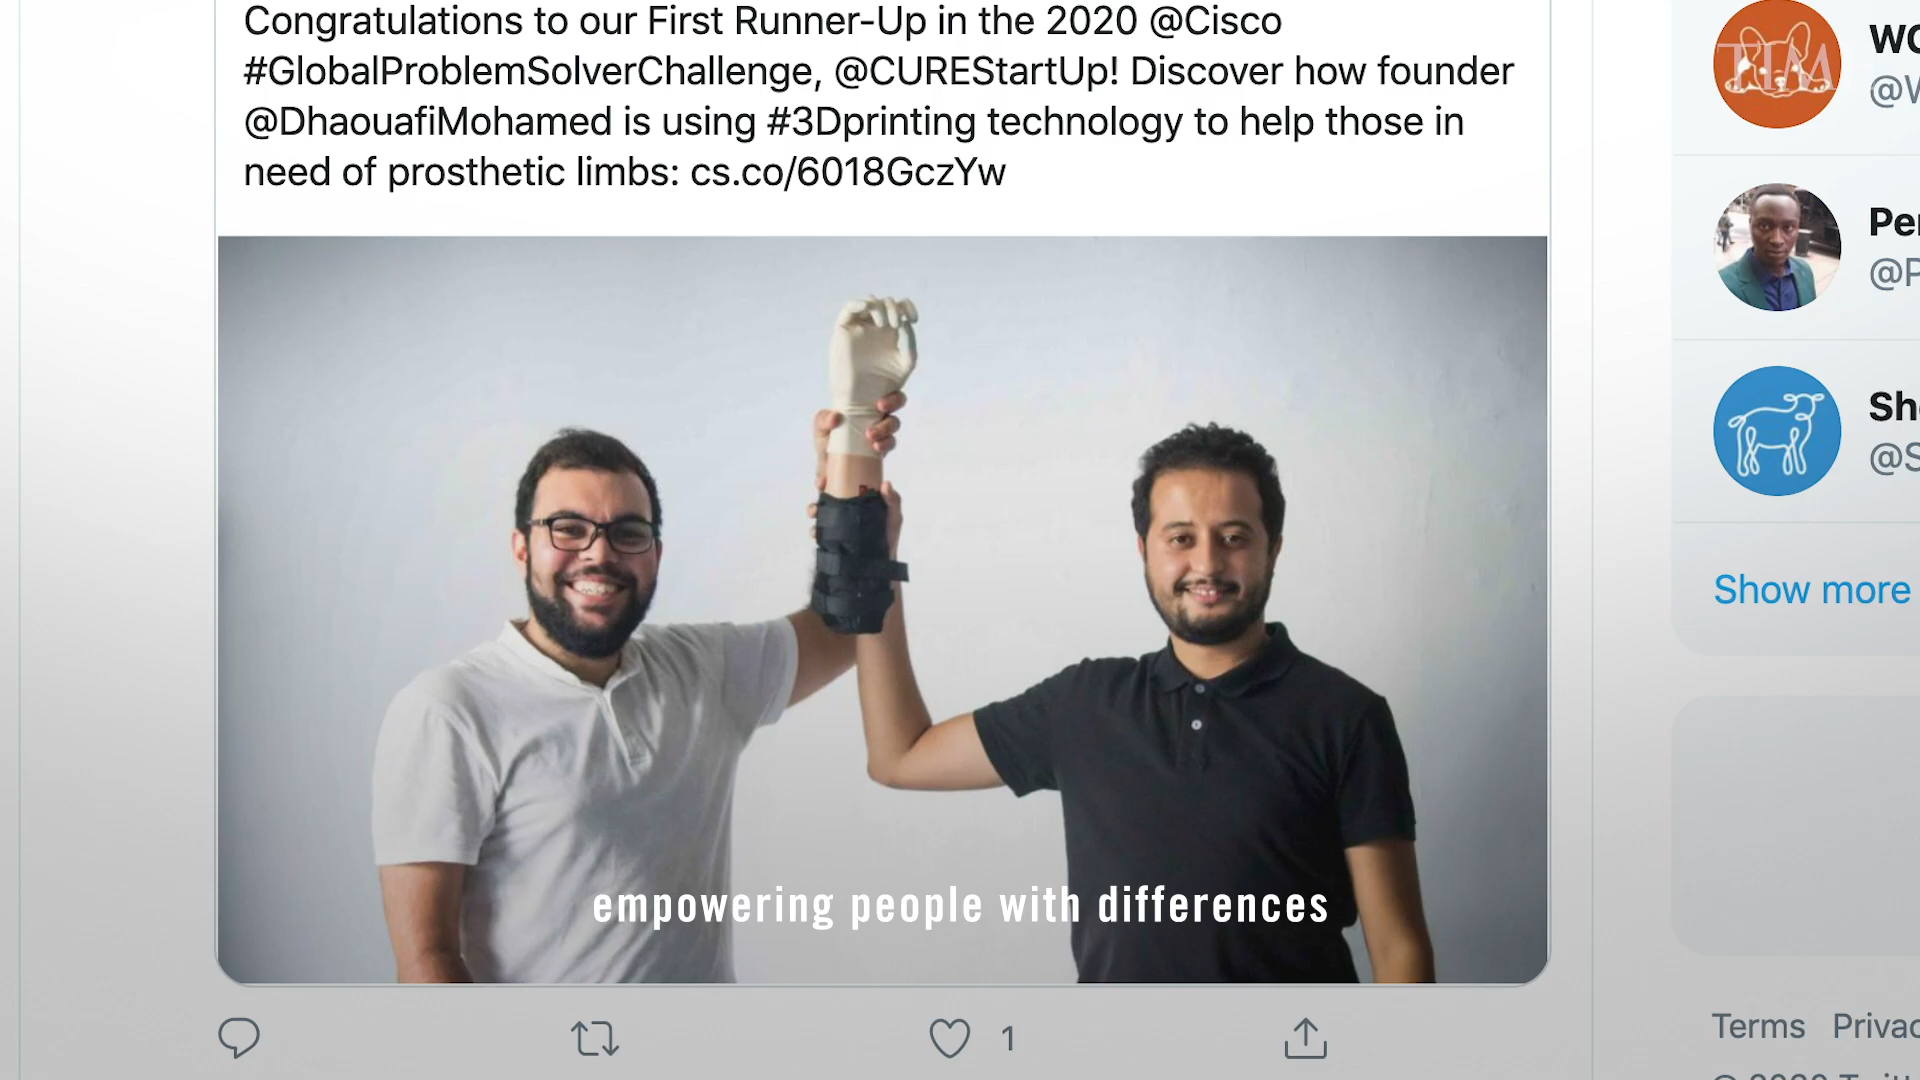 Congratulations to our First Runner-Up in the 2020 @Cisco
#GlobalProblemSolverChallenge, @CUREStartUp! Discover how founder
@DhaouafiMohamed is using #3Dprinting technology to help those in
need of prosthetic limbs: cs.co/6018GczYw
empowering people with differences
1
TIM
@
@
@
Show more
Terms